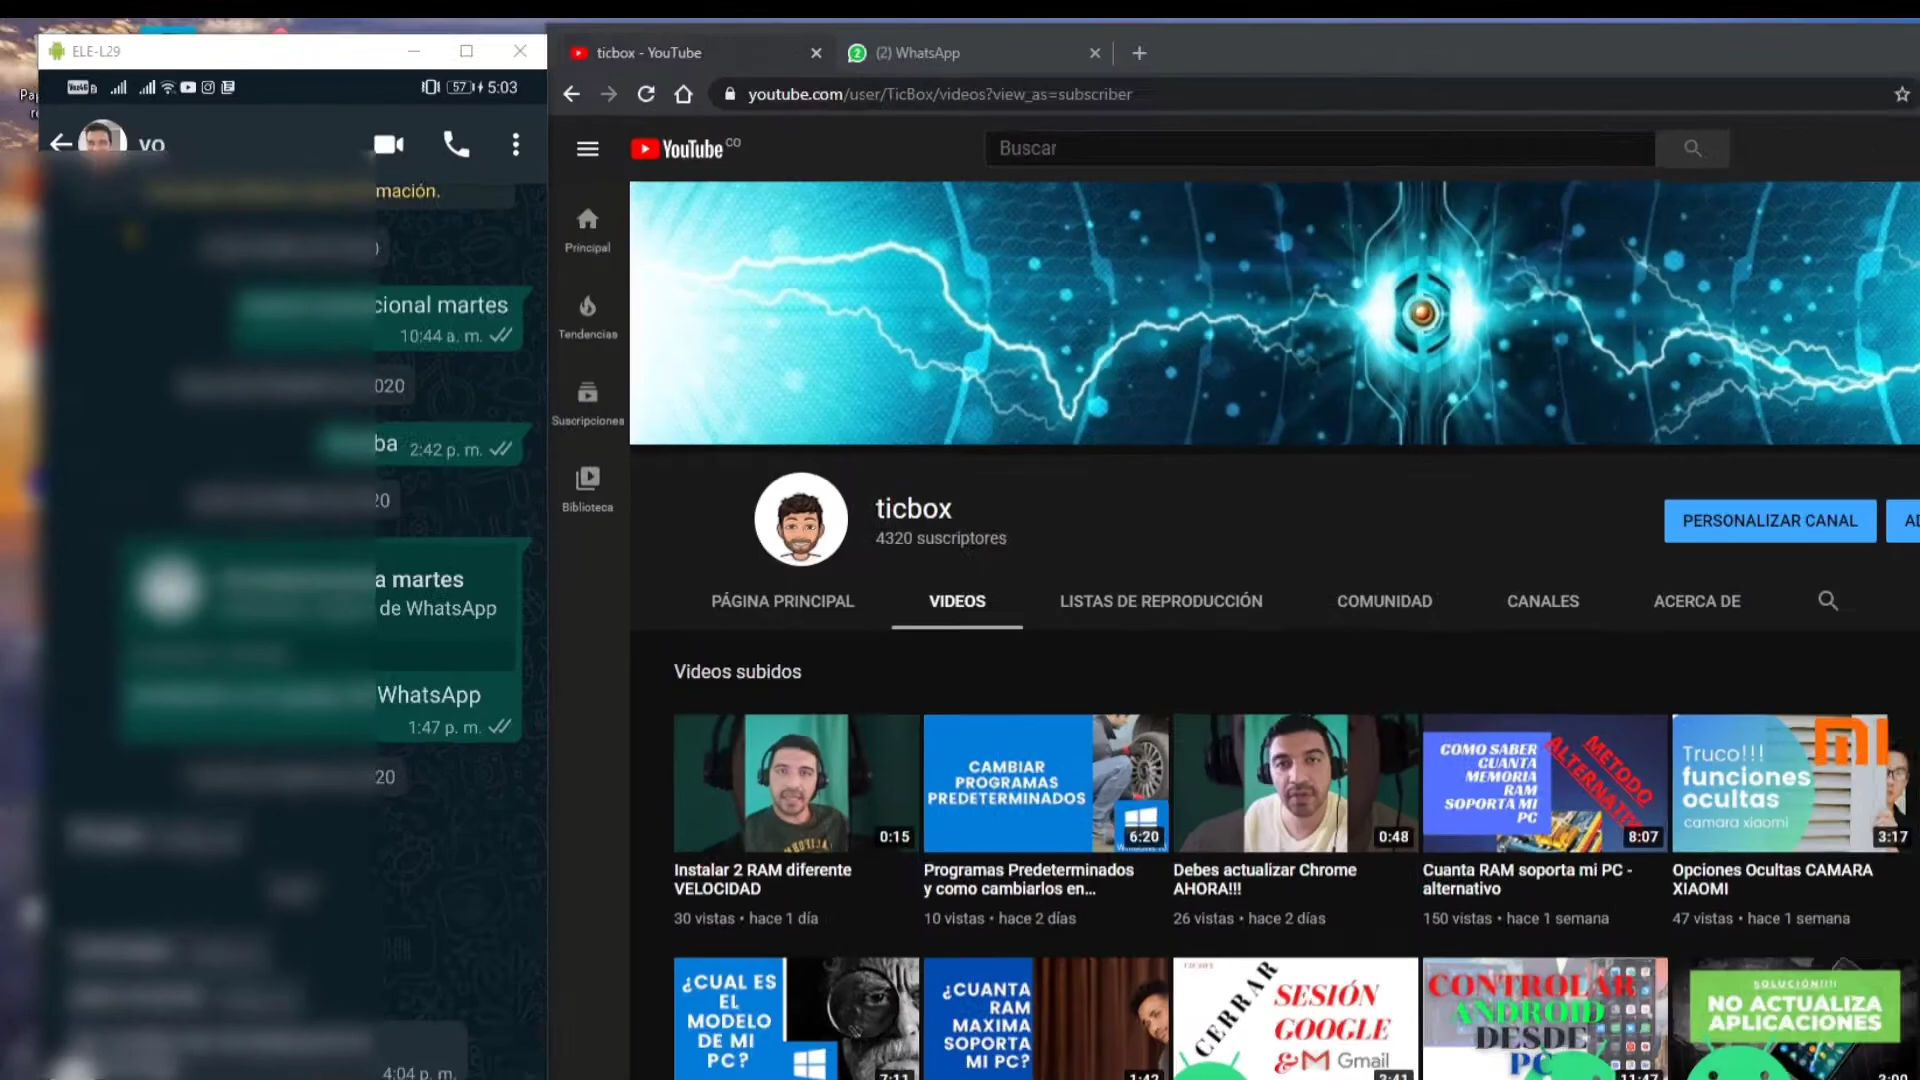 ELE-L29
57 5:03
yo
mación.
cional martes
10:44 a. m.
020
ba 2:42 p. m.
20
a martes
de WhatsApp
WhatsApp
1:47 p. m.
20
4:04 p. m.
ticbox - YouTube
(2) WhatsApp
youtube.com/user/TicBox/videos?view_as=subscriber
YouTube CO
Buscar
Principal
Tendencias
Suscripciones
Biblioteca
ticbox
4320 suscriptores
PERSONALIZAR CANAL
PÁGINA PRINCIPAL
VIDEOS
LISTAS DE REPRODUCCIÓN
COMUNIDAD
CANALES
ACERCA DE
Videos subidos
0:15
Instalar 2 RAM diferente
VELOCIDAD
30 vistas • hace 1 día
CAMBIAR
PROGRAMAS
PREDETERMINADOS
6:20
Programas Predeterminados
y como cambiarlos en...
10 vistas • hace 2 días
0:48
Debes actualizar Chrome
AHORA!!!
26 vistas • hace 2 días
COMO SABER
CUANTA
MEMORIA
RAM
SOPORTA MI
PC
METODO
8:07
Cuanta RAM soporta mi PC -
alternativo
150 vistas • hace 1 semana
Truco!!!
funciones
ocultas
camara xiaomi
3:17
Opciones Ocultas CAMARA
XIAOMI
47 vistas • hace 1 semana
¿CUAL ES
EL
MODELO
DE MI
PC?
7:11
¿CUANTA
RAM
MAXIMA
SOPORTA
MI PC?
1:42
CERRAR
SESIÓN
GOOGLE
& Gmail
3:41
CONTROLAR
ANDROID
DESDE
PC
11:47
SOLUCIÓN!!!!
NO ACTUALIZA
APLICACIONES